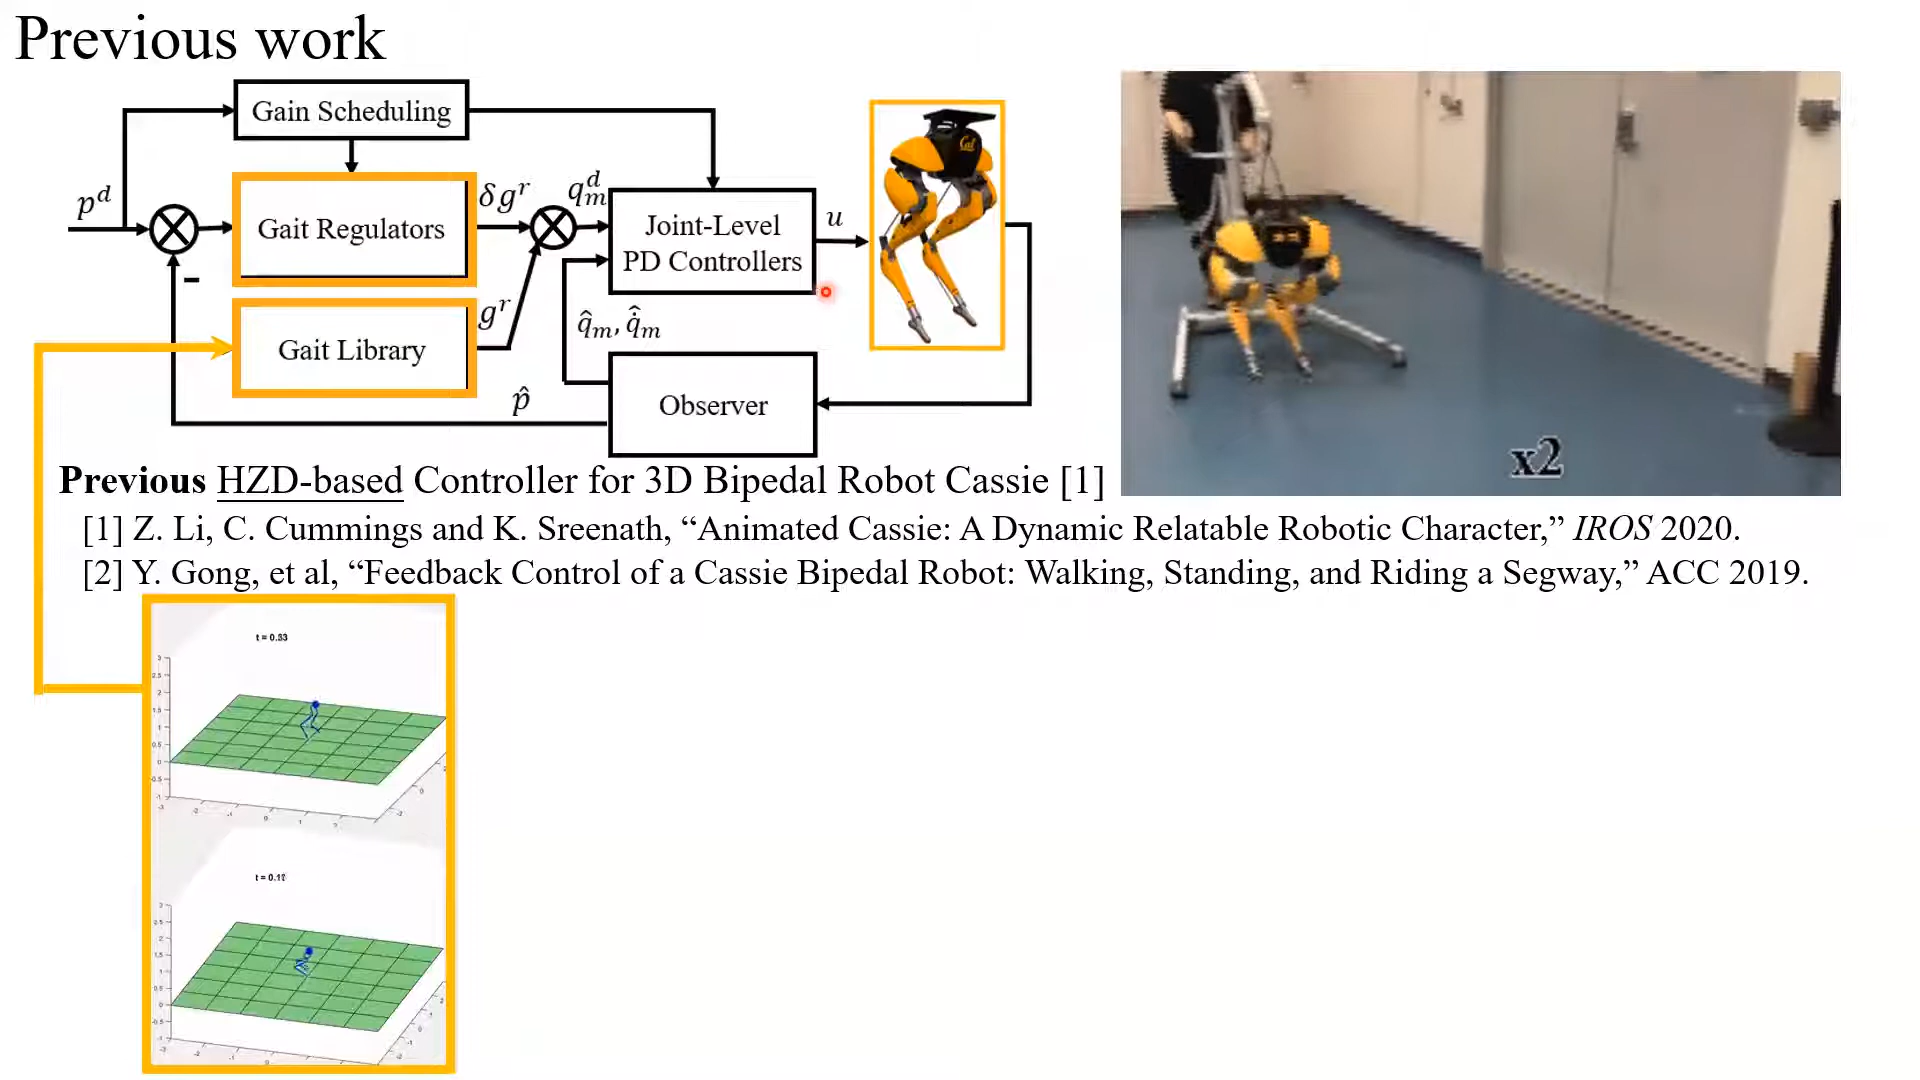 Previous work
Gain Scheduling
p^d
Gait Regulators
δg^r
q_m^d
Joint-Level
PD Controllers
u
Cal
-
Gait Library
g^r
q̂_m, q̇̂_m
Observer
p̂
x2
Previous HZD-based Controller for 3D Bipedal Robot Cassie [1]
[1] Z. Li, C. Cummings and K. Sreenath, “Animated Cassie: A Dynamic Relatable Robotic Character,” IROS 2020.
[2] Y. Gong, et al, “Feedback Control of a Cassie Bipedal Robot: Walking, Standing, and Riding a Segway,” ACC 2019.
t = 0.33